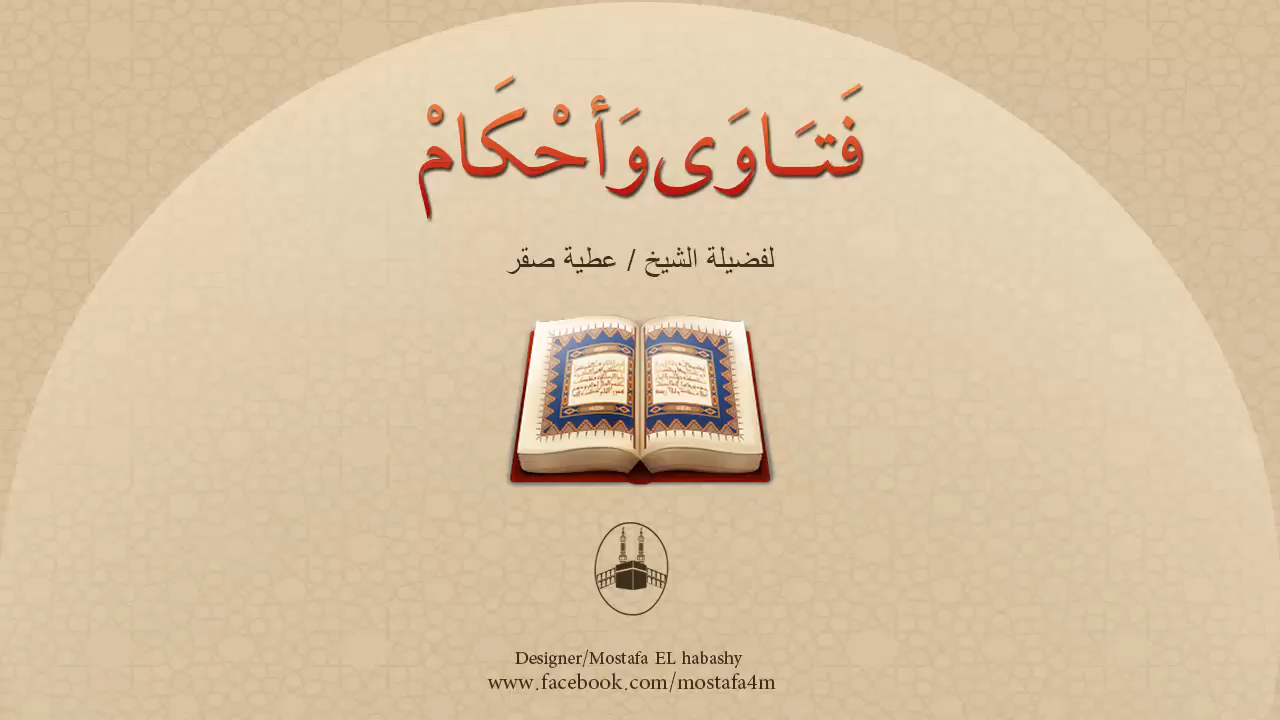 فَتَاوَى وَأَحْكَامْ
لفضيلة الشيخ / عطية صقر
Designer/Mostafa EL habashy
www.facebook.com/mostafa4m